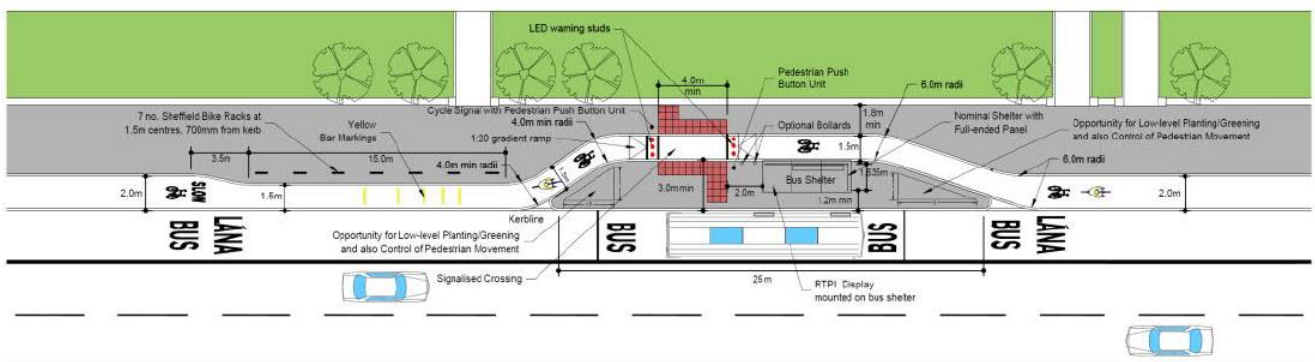 LED warning studs
4.0m
min
Pedestrian Push
Button Unit
6.0m radii
7 no. Sheffield Bike Racks at
1.5m centres, 700mm from kerb
Yellow
Bar Markings
Cycle Signal with Pedestrian Push Button Unit
4.0m min radii
1:20 gradient ramp
Optional Bollards
1.8m
min
Nominal Shelter with
Full-ended Panel
Opportunity for Low-level Planting/Greening
and also Control of Pedestrian Movement
3.5m
15.0m
4.0m min radii
1.5m
6.0m radii
2.0m
SLOW
1.5m
3.0m min
2.0m
Bus Shelter
1.2m min
2.0m
Kerbline
LÁNA
BUS
Opportunity for Low-level Planting/Greening
and also Control of Pedestrian Movement
BUS
BUS
LÁNA
BUS
Signalised Crossing
25m
RTPI Display
mounted on bus shelter